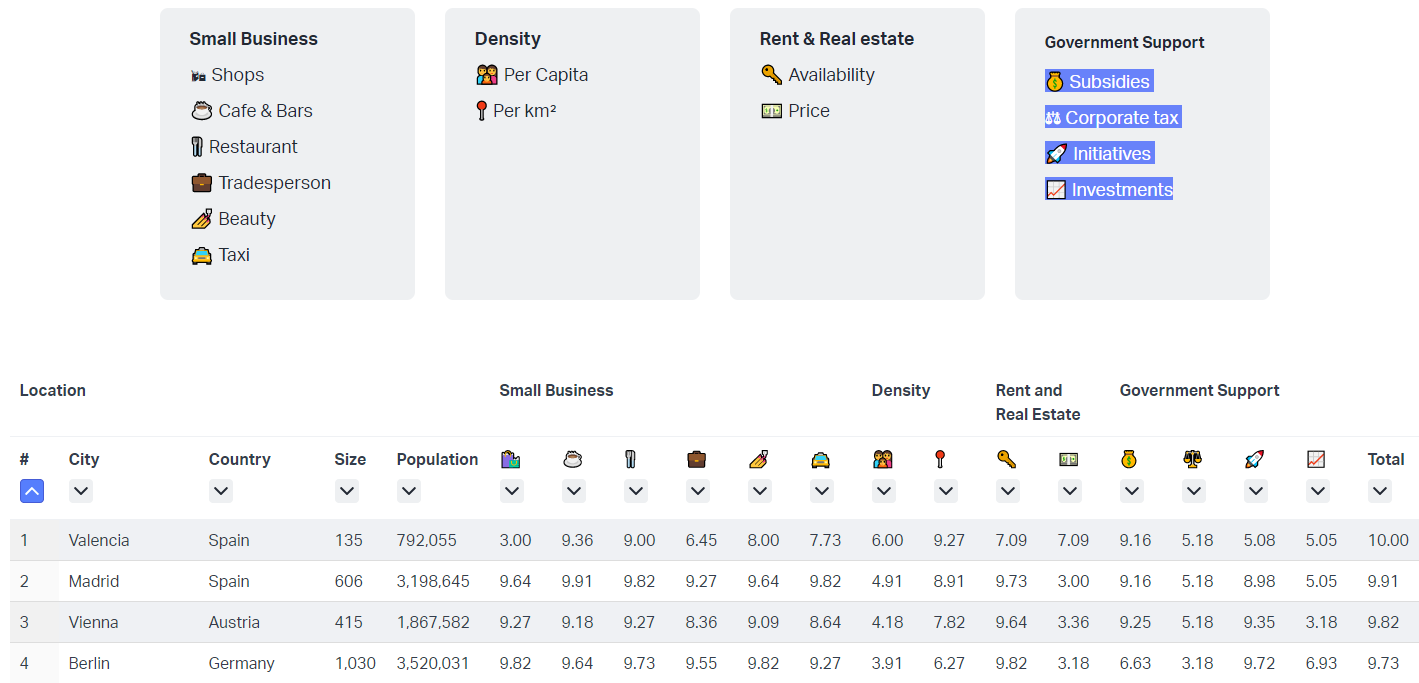 Small Business
Shops
Cafe & Bars
Restaurant
Tradesperson
Beauty
Taxi
Density
Per Capita
Per km²
Rent & Real estate
Availability
Price
Government Support
Subsidies
Corporate tax
Initiatives
Investments
Location Small Business Density Rent and Real Estate Government Support
# City Country Size Population Total
1 Valencia Spain 135 792,055 3.00 9.36 9.00 6.45 8.00 7.73 6.00 9.27 7.09 7.09 9.16 5.18 5.08 5.05 10.00
2 Madrid Spain 606 3,198,645 9.64 9.91 9.82 9.27 9.64 9.82 4.91 8.91 9.73 3.00 9.16 5.18 8.98 5.05 9.91
3 Vienna Austria 415 1,867,582 9.27 9.18 9.27 8.36 9.09 8.64 4.18 7.82 9.64 3.36 9.25 5.18 9.35 3.18 9.82
4 Berlin Germany 1,030 3,520,031 9.82 9.64 9.73 9.55 9.82 9.27 3.91 6.27 9.82 3.18 6.63 3.18 9.72 6.93 9.73